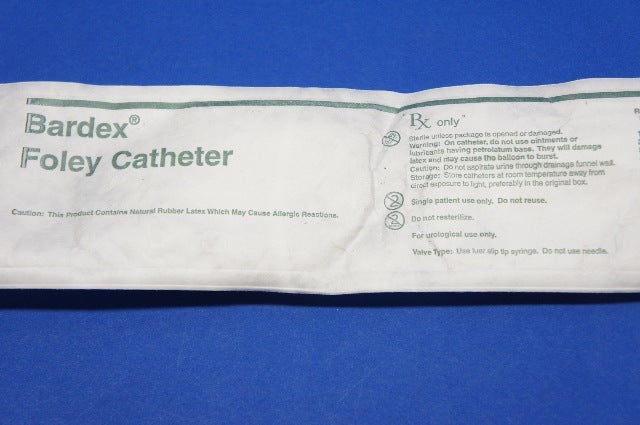 Bardex®
Foley Catheter
Caution: This Product Contains Natural Rubber Latex Which May Cause Allergic Reactions.
Rx only
Sterile unless package is opened or damaged.
Warning: On catheter, do not use ointments or
lubricants having petrolatum base. They will damage
latex and may cause the balloon to burst.
Caution: Do not aspirate urine through drainage funnel wall.
Storage: Store catheters at room temperature away from
direct exposure to light, preferably in the original box.
Single patient use only. Do not reuse.
Do not resterilize.
For urological use only.
Valve Type: Use luer slip tip syringe. Do not use needle.